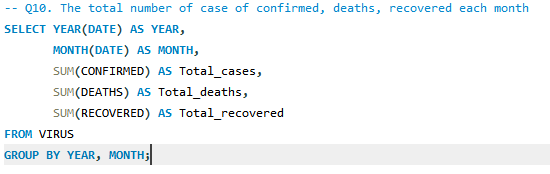 -- Q10. The total number of case of confirmed, deaths, recovered each month
SELECT YEAR(DATE) AS YEAR,
MONTH(DATE) AS MONTH,
SUM(CONFIRMED) AS Total_cases,
SUM(DEATHS) AS Total_deaths,
SUM(RECOVERED) AS Total_recovered
FROM VIRUS
GROUP BY YEAR, MONTH;